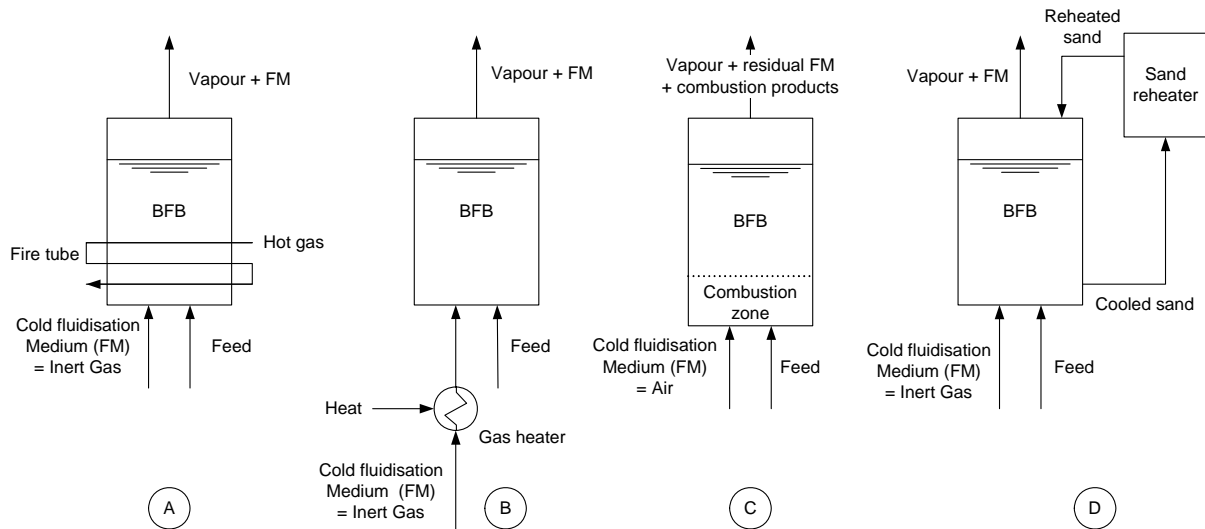 Vapour + FM
BFB
Fire tube
Hot gas
Cold fluidisation
Medium (FM)
= Inert Gas
Feed
A
Vapour + FM
BFB
Feed
Heat
Gas heater
Cold fluidisation
Medium (FM)
= Inert Gas
B
Vapour + residual FM
+ combustion products
BFB
Combustion
zone
Cold fluidisation
Medium (FM)
= Air
Feed
C
Reheated
sand
Vapour + FM
Sand
reheater
BFB
Cooled sand
Cold fluidisation
Medium (FM)
= Inert Gas
Feed
D